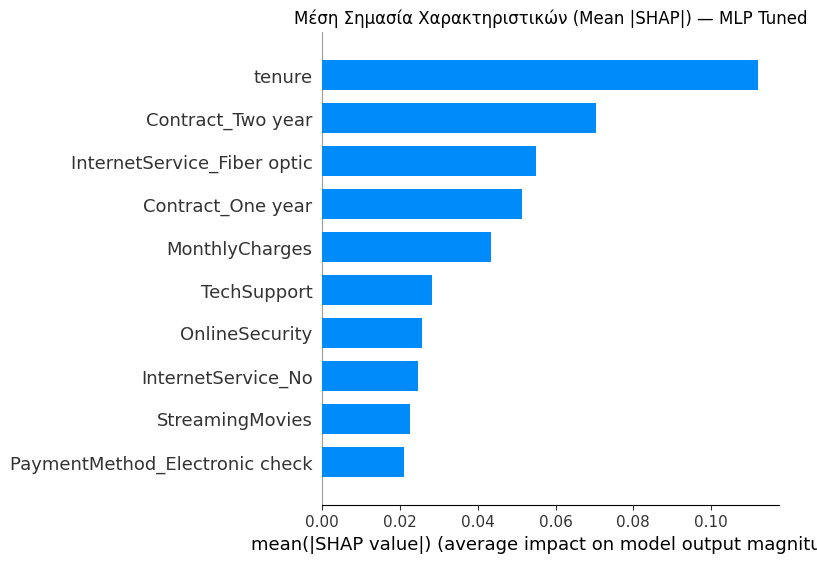 Μέση Σημασία Χαρακτηριστικών (Mean |SHAP|) — MLP Tuned
tenure
Contract_Two year
InternetService_Fiber optic
Contract_One year
MonthlyCharges
TechSupport
OnlineSecurity
InternetService_No
StreamingMovies
PaymentMethod_Electronic check
0.00 0.02 0.04 0.06 0.08 0.10
mean(|SHAP value|) (average impact on model output magnitu